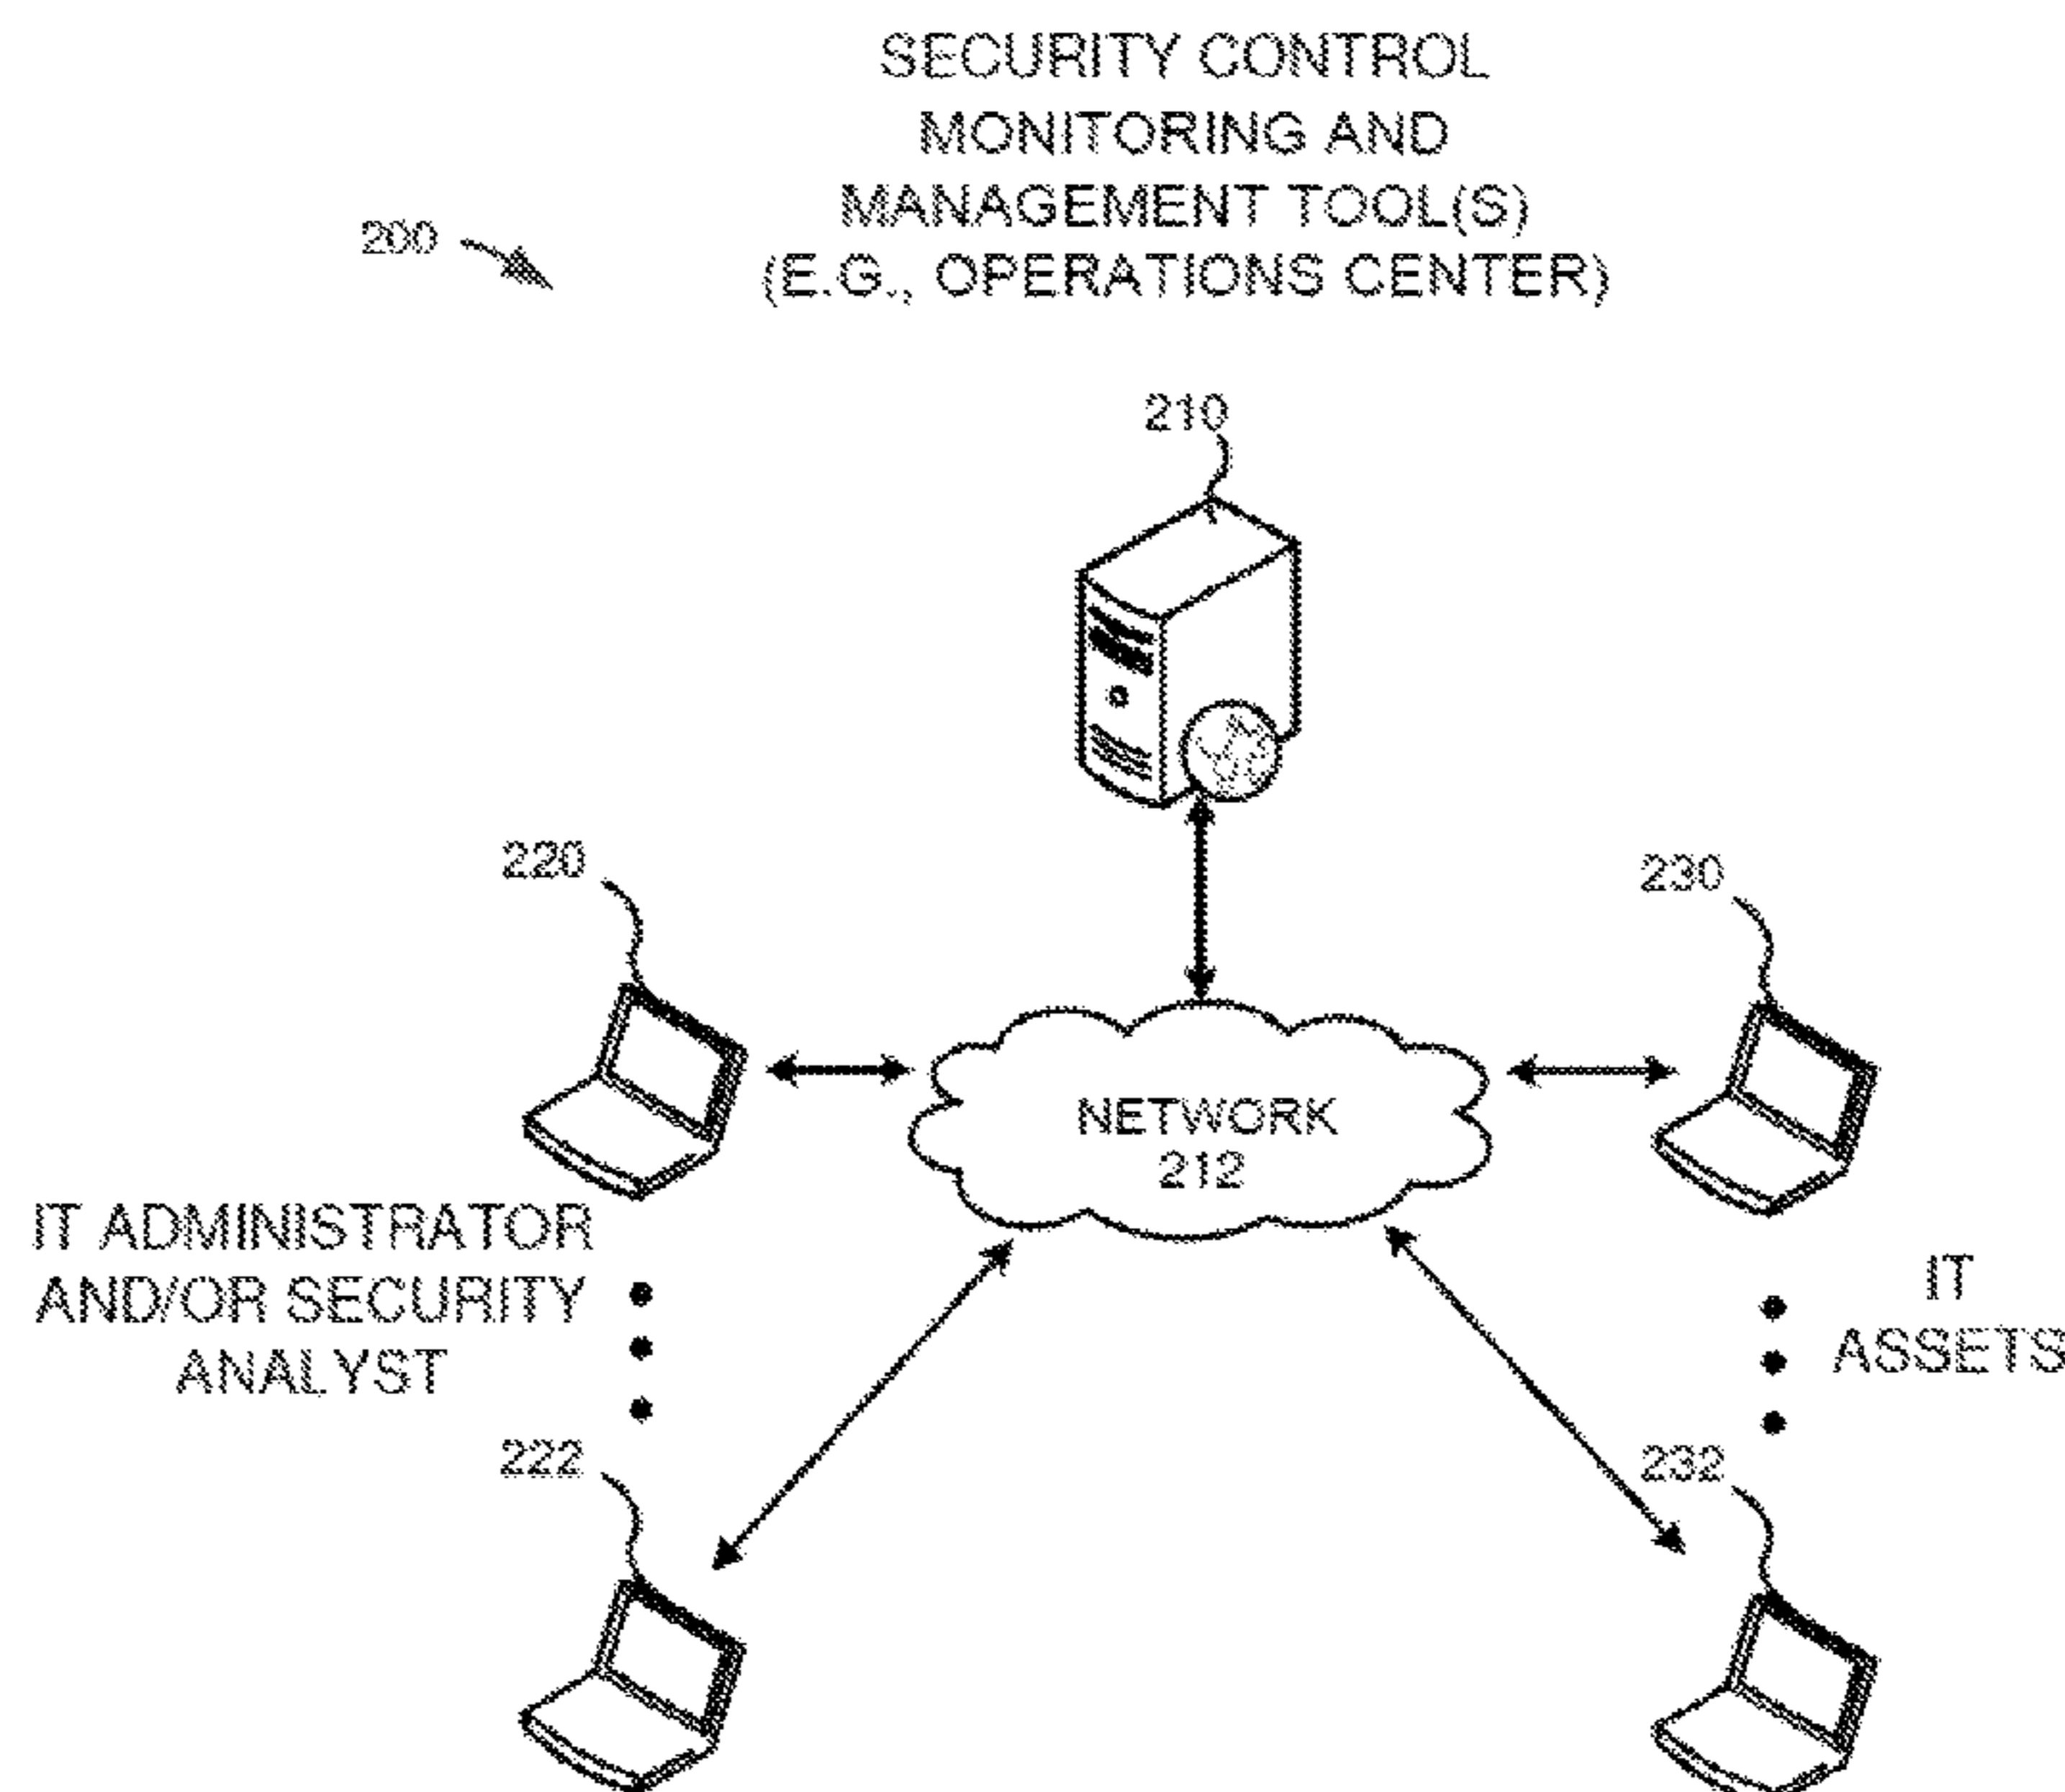 SECURITY CONTROL
MONITORING AND
MANAGEMENT TOOL(S)
(E.G., OPERATIONS CENTER)
200
210
220
230
NETWORK
212
IT ADMINISTRATOR
AND/OR SECURITY
ANALYST
IT
ASSETS
222
232